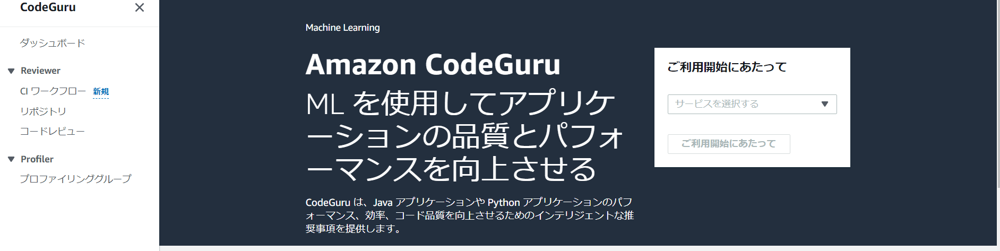 CodeGuru
ダッシュボード
Reviewer
CI ワークフロー 新規
リポジトリ
コードレビュー
Profiler
プロファイリンググループ
Machine Learning
Amazon CodeGuru
ML を使用してアプリケ
ーションの品質とパフォ
ーマンスを向上させる
CodeGuru は、Java アプリケーションや Python アプリケーションのパフ
ォーマンス、効率、コード品質を向上させるためのインテリジェントな推
奨事項を提供します。
ご利用開始にあたって
サービスを選択する
ご利用開始にあたって